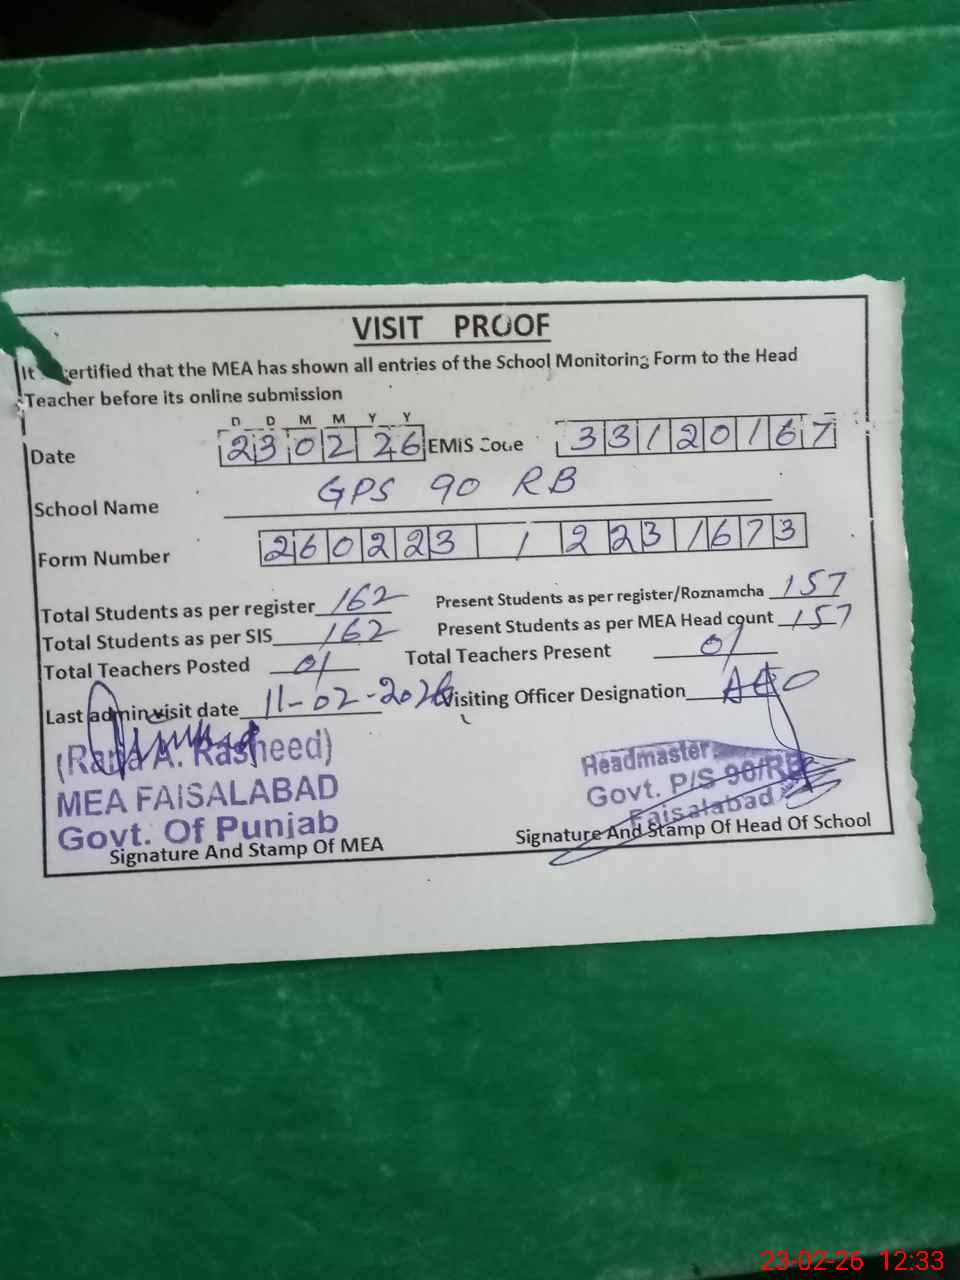 VISIT PROOF
It certified that the MEA has shown all entries of the School Monitoring Form to the Head
Teacher before its online submission
D D M M Y Y
Date 23 02 26 EMIS Code 33120167
School Name GPS 90 RB
Form Number 260223 1 223 1673
Total Students as per register 162 Present Students as per register/Roznamcha 157
Total Students as per SIS 162 Present Students as per MEA Head count 157
Total Teachers Posted 01 Total Teachers Present 01
Last admin visit date 11-02-2026 Visiting Officer Designation AEO
(Rana A. Rasheed)
MEA FAISALABAD
Govt. Of Punjab
Signature And Stamp Of MEA
Headmaster
Govt. P/S 90/RB
Faisalabad
Signature And Stamp Of Head Of School
23-02-26 12:33